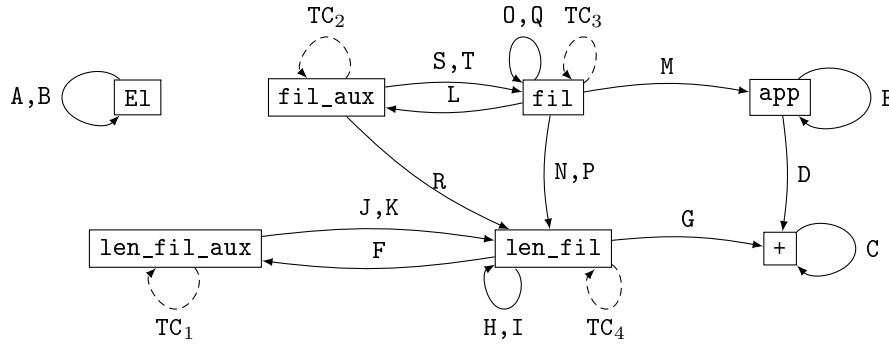 O,Q
TC3
TC2
S,T
M
A,B
El
fil_aux
L
fil
app
E
R
N,P
D
J,K
G
len_fil_aux
F
len_fil
+
C
TC1
H,I
TC4